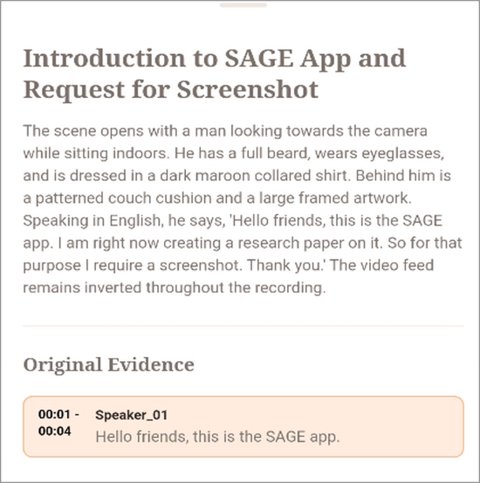 Introduction to SAGE App and
Request for Screenshot
The scene opens with a man looking towards the camera
while sitting indoors. He has a full beard, wears eyeglasses,
and is dressed in a dark maroon collared shirt. Behind him is
a patterned couch cushion and a large framed artwork.
Speaking in English, he says, 'Hello friends, this is the SAGE
app. I am right now creating a research paper on it. So for that
purpose I require a screenshot. Thank you.' The video feed
remains inverted throughout the recording.
Original Evidence
00:01 - Speaker_01
00:04 Hello friends, this is the SAGE app.